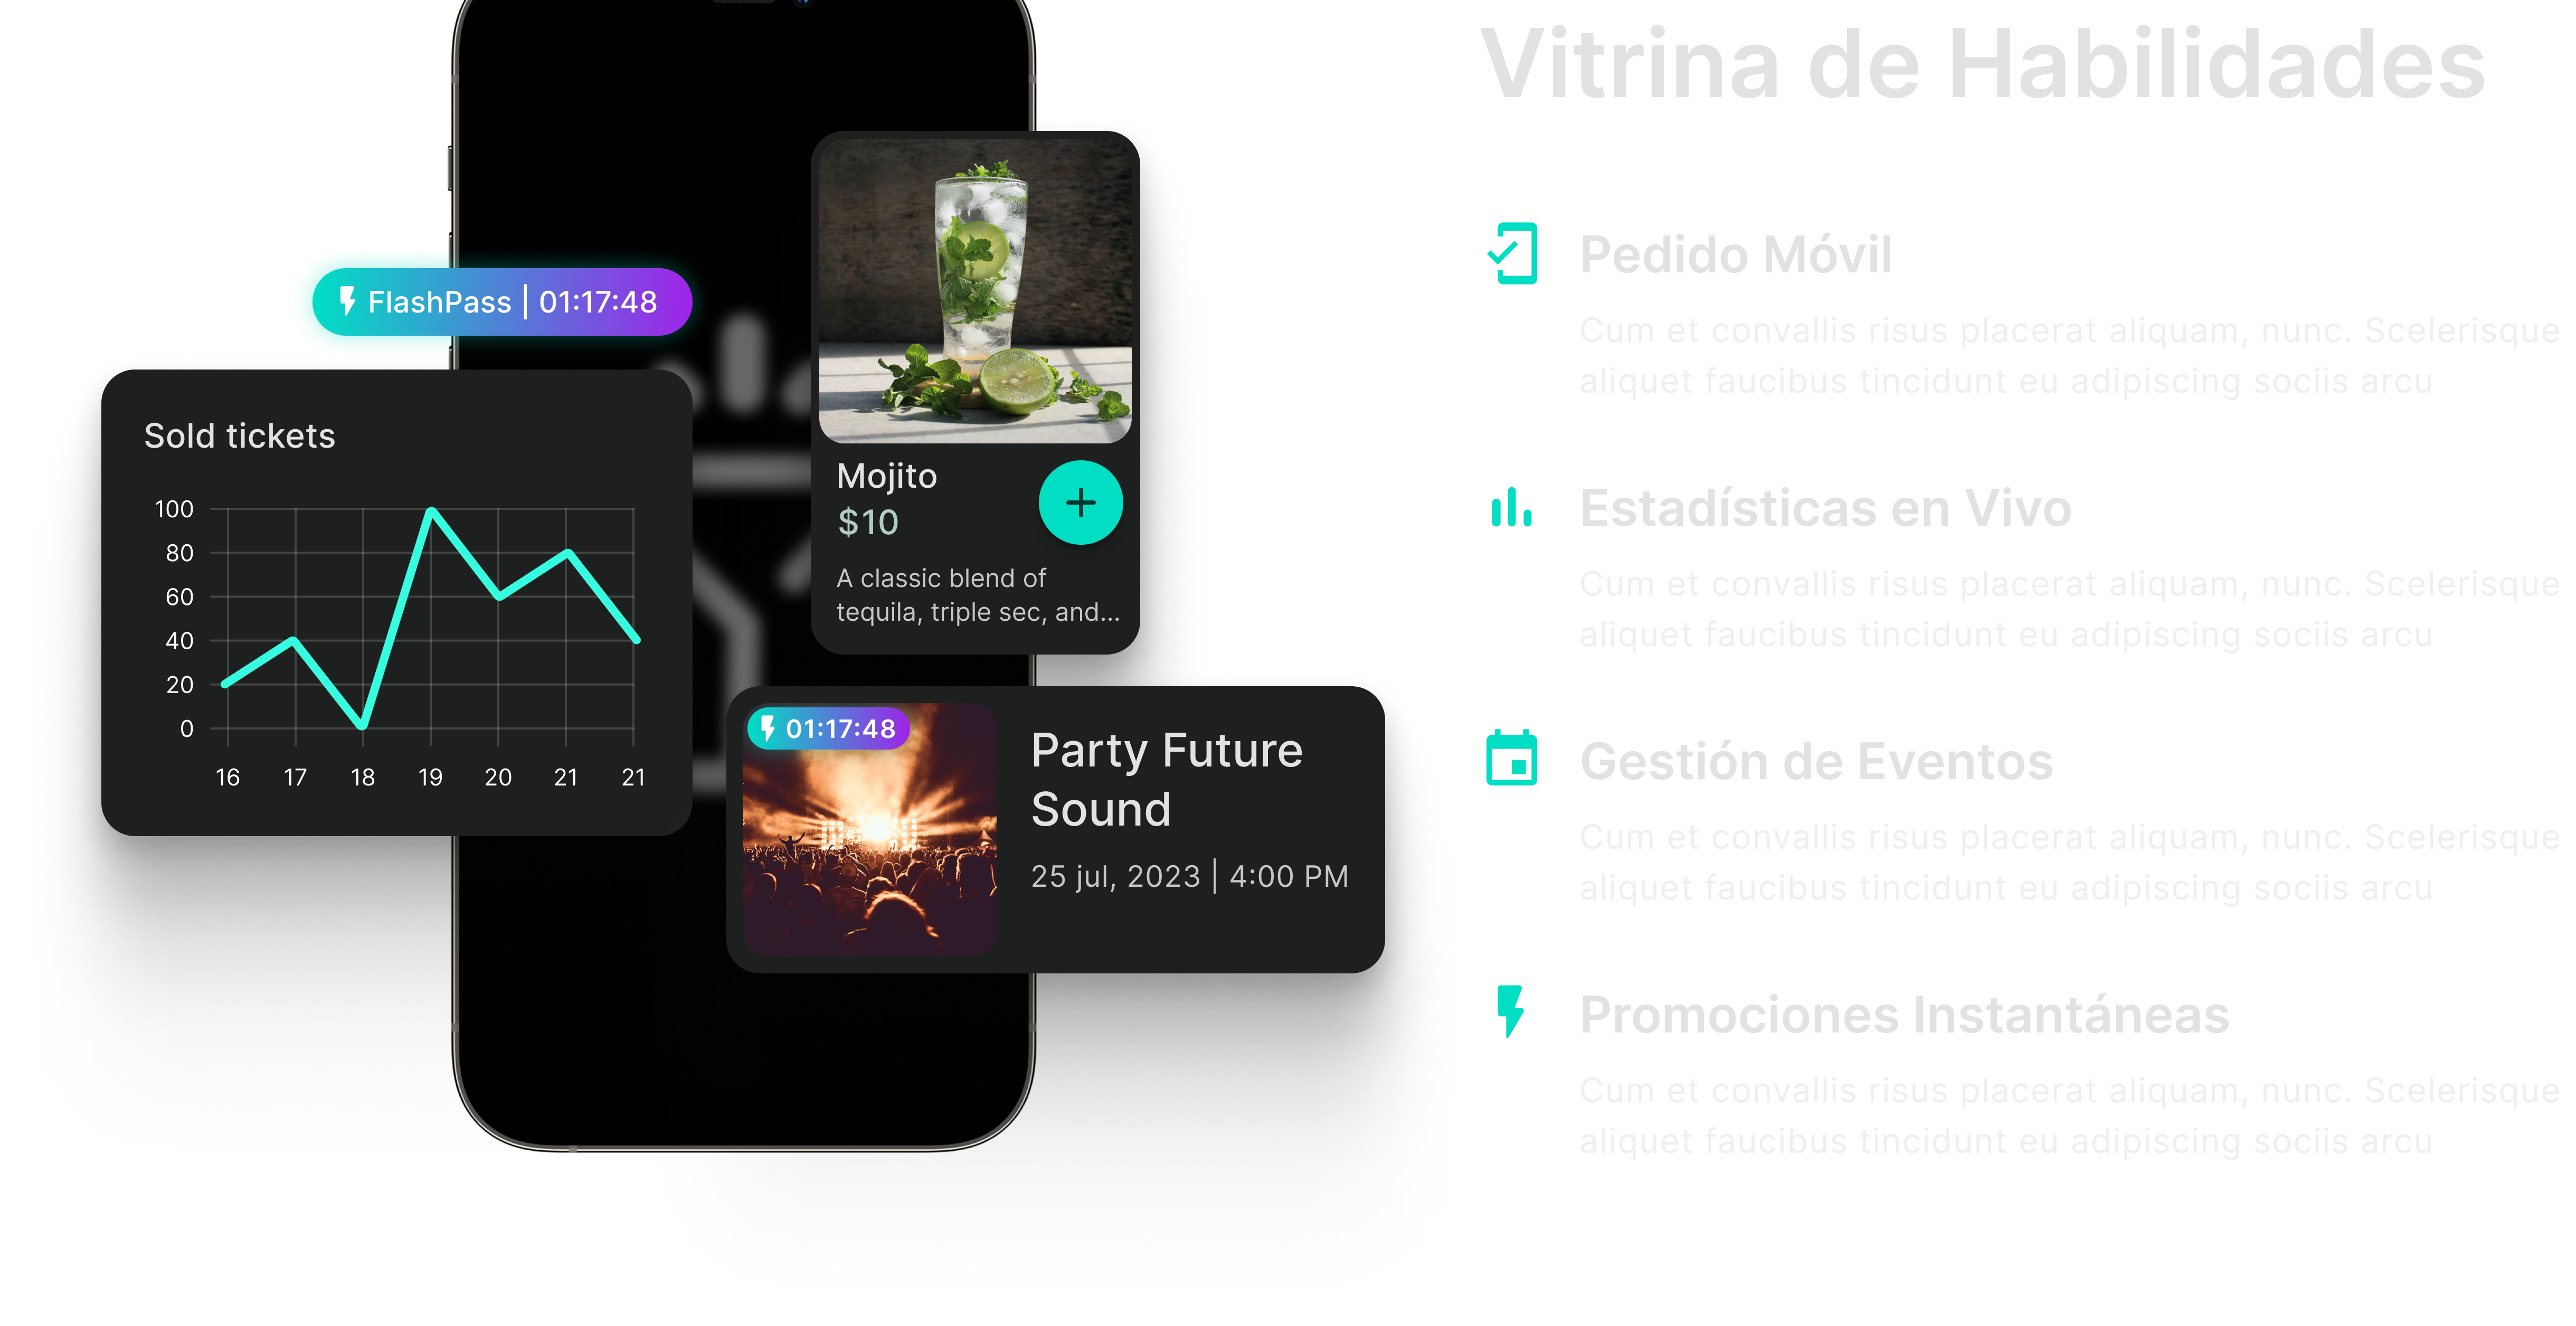 FlashPass | 01:17:48
Sold tickets
100
80
60
40
20
0
16 17 18 19 20 21 21
Mojito
$10
A classic blend of
tequila, triple sec, and...
01:17:48
Party Future
Sound
25 jul, 2023 | 4:00 PM
Vitrina de Habilidades
Pedido Móvil
Cum et convallis risus placerat aliquam, nunc. Scelerisque
aliquet faucibus tincidunt eu adipiscing sociis arcu
Estadísticas en Vivo
Cum et convallis risus placerat aliquam, nunc. Scelerisque
aliquet faucibus tincidunt eu adipiscing sociis arcu
Gestión de Eventos
Cum et convallis risus placerat aliquam, nunc. Scelerisque
aliquet faucibus tincidunt eu adipiscing sociis arcu
Promociones Instantáneas
Cum et convallis risus placerat aliquam, nunc. Scelerisque
aliquet faucibus tincidunt eu adipiscing sociis arcu